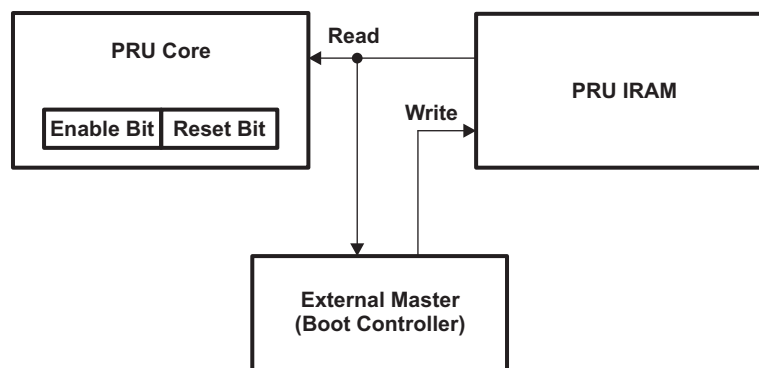 Read
PRU Core
PRU IRAM
Write
Enable Bit
Reset Bit
External Master
(Boot Controller)